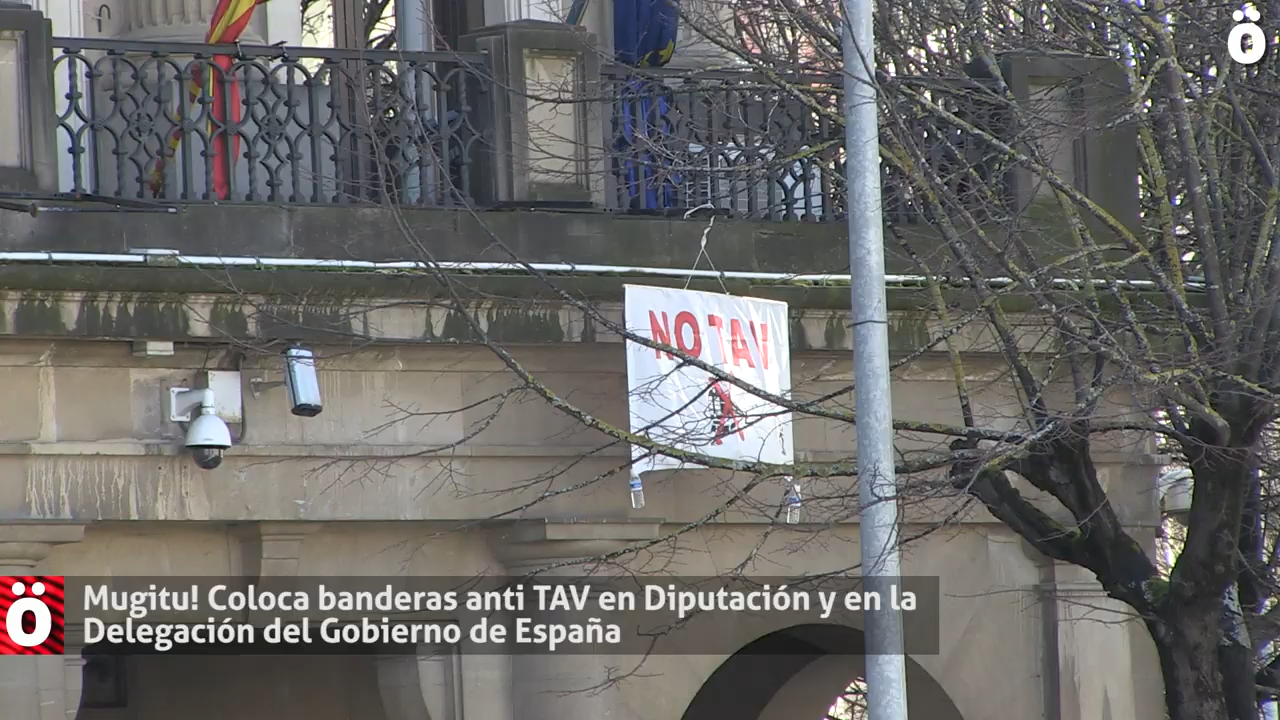 ö
NO TAV
ö
Mugitu! Coloca banderas anti TAV en Diputación y en la
Delegación del Gobierno de España